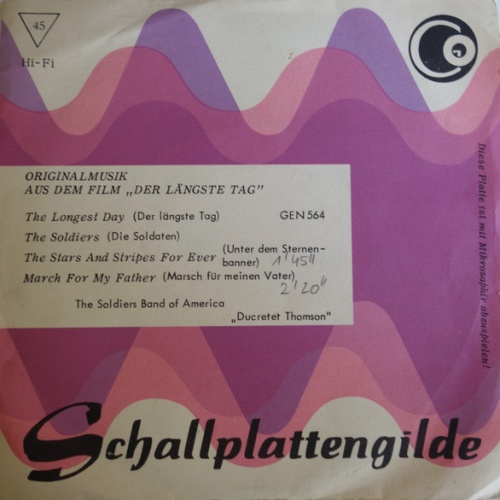 45
Hi-Fi
ORIGINALMUSIK
AUS DEM FILM „DER LÄNGSTE TAG"
The Longest Day (Der längste Tag) GEN 564
The Soldiers (Die Soldaten)
The Stars And Stripes For Ever (Unter dem Sternen-
banner) 1'45"
March For My Father (Marsch für meinen Vater)
2'20"
The Soldiers Band of America
„Ducretet Thomson"
Diese Platte ist mit Mikrosaphir abzuspielen!
Schallplattengilde